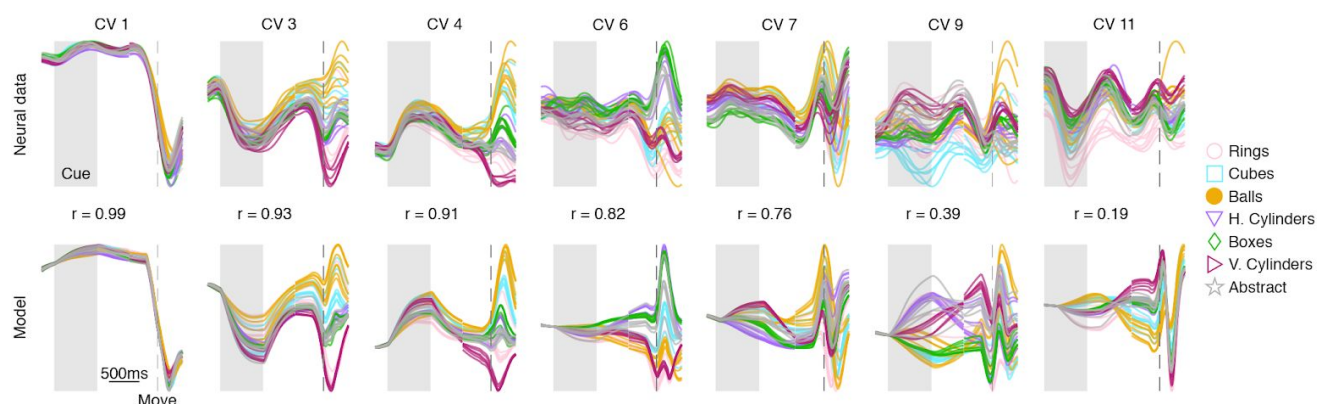 CV 1 CV 3 CV 4 CV 6 CV 7 CV 9 CV 11
Neural data
Cue
r = 0.99 r = 0.93 r = 0.91 r = 0.82 r = 0.76 r = 0.39 r = 0.19
Model
500ms
Move
Rings
Cubes
Balls
H. Cylinders
Boxes
V. Cylinders
Abstract